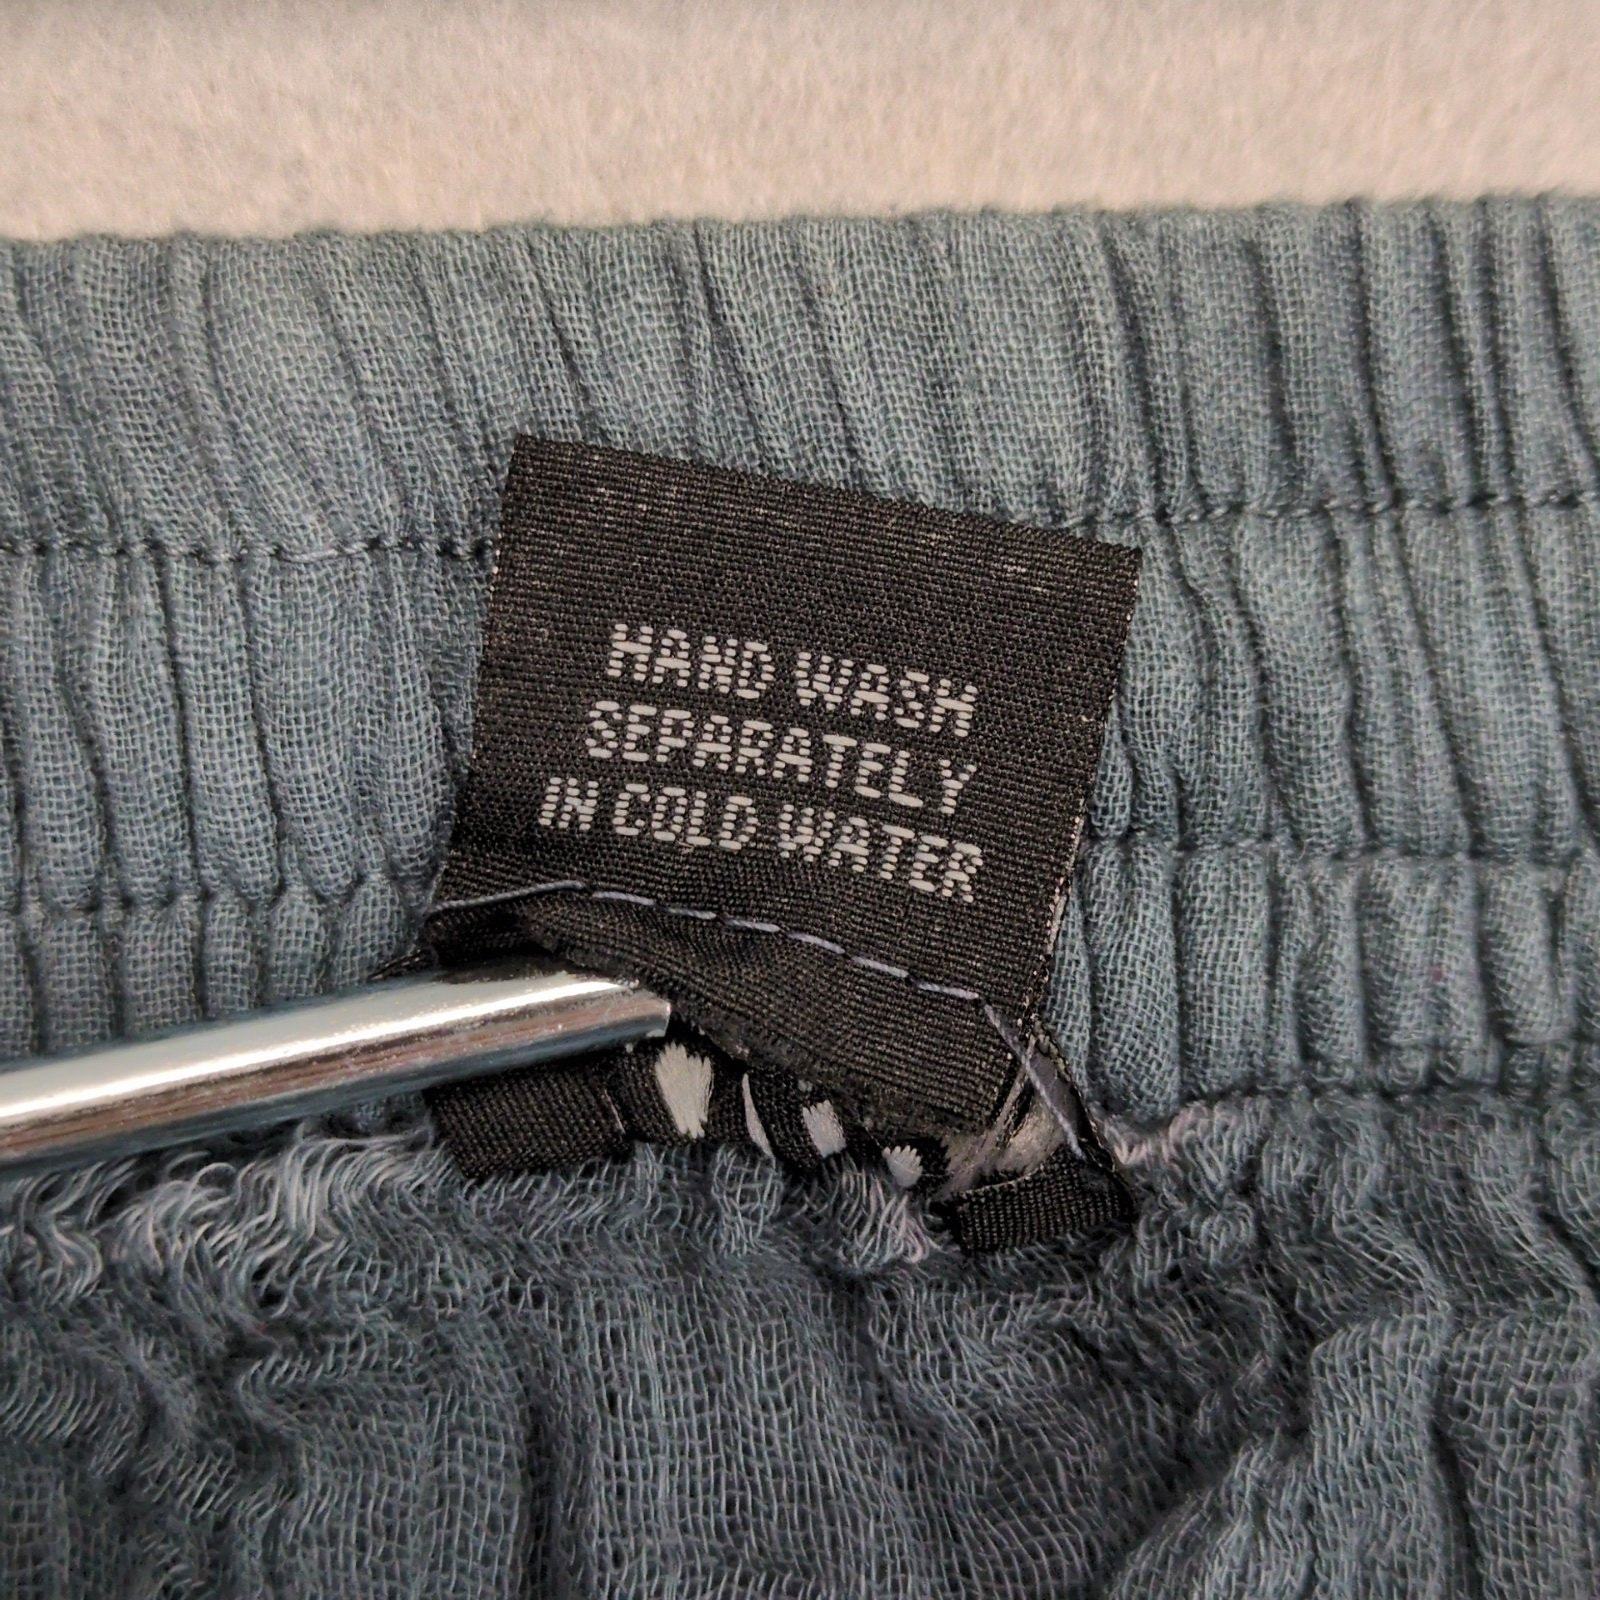 HAND WASH
SEPARATELY
IN COLD WATER